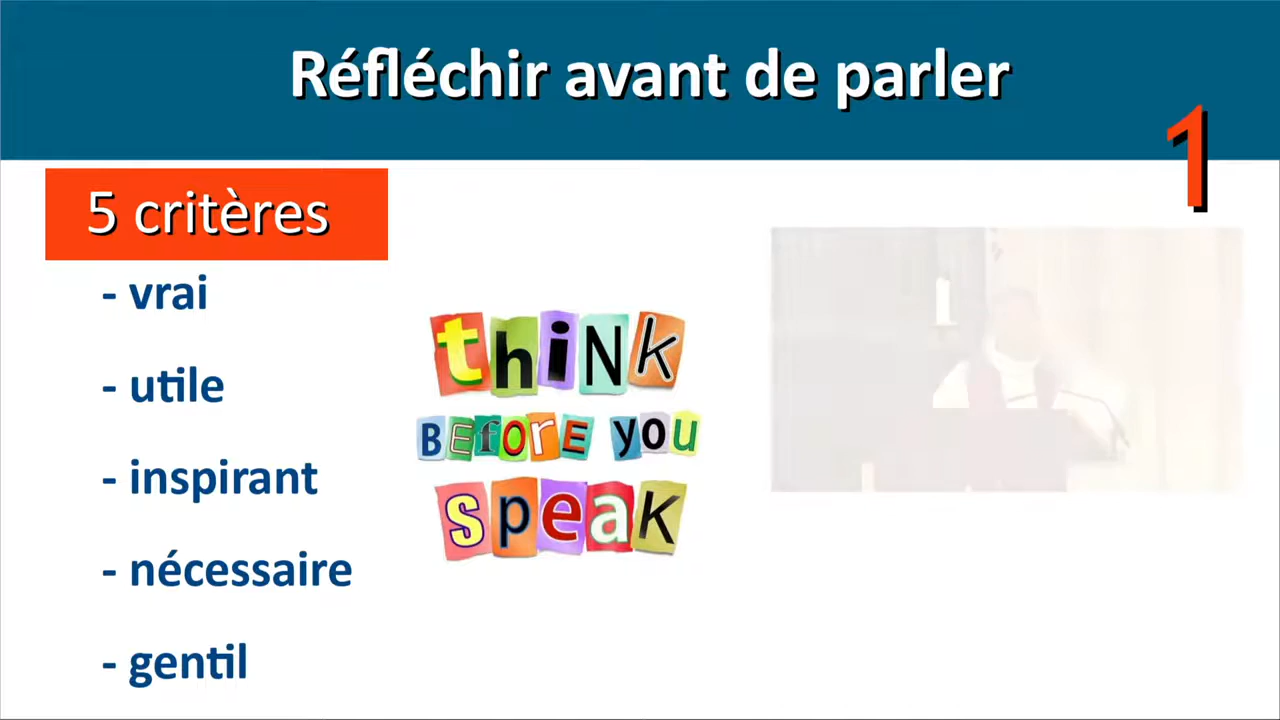 Réfléchir avant de parler
1
5 critères
- vrai
- utile
- inspirant
- nécessaire
- gentil
thiNk
BEforE you
speaK